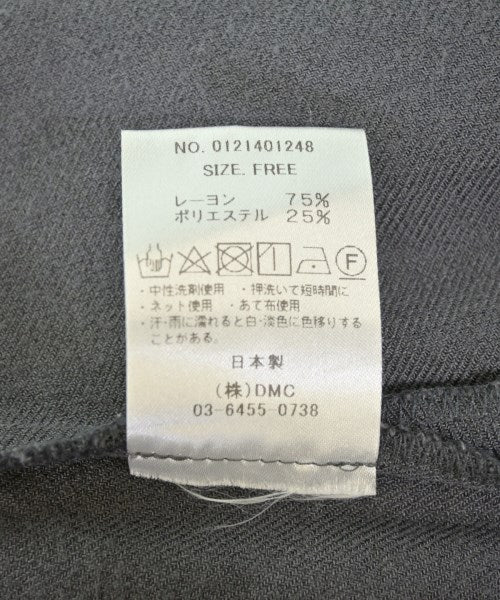 NO. 0121401248
SIZE. FREE
レーヨン 75%
ポリエステル 25%
F
・中性洗剤使用 ・押洗いで短時間に
・ネット使用 ・あて布使用
・汗・雨に濡れると白・淡色に色移りする
ことがある。
日本製
(株)DMC
03-6455-0738